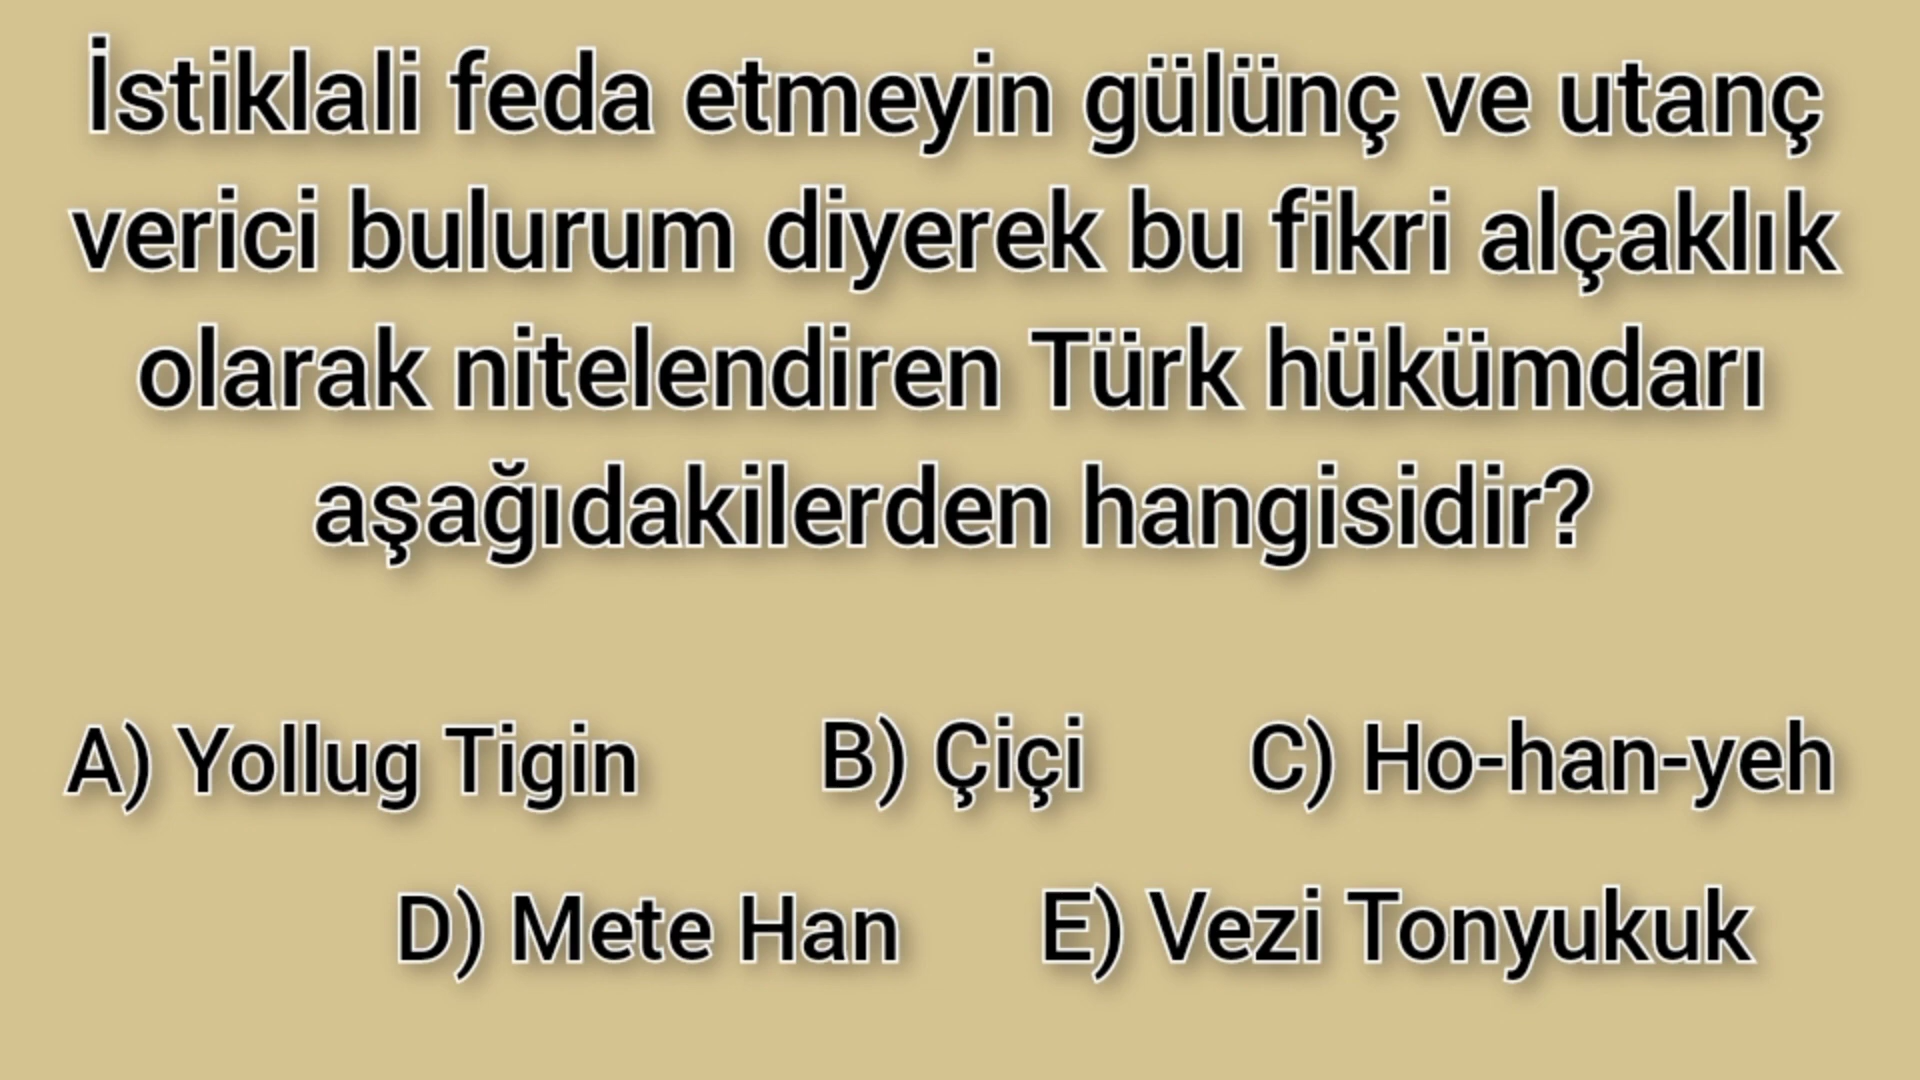 İstiklali feda etmeyin gülünç ve utanç
verici bulurum diyerek bu fikri alçaklık
olarak nitelendiren Türk hükümdarı
aşağıdakilerden hangisidir?
A) Yollug Tigin B) Çiçi C) Ho-han-yeh
D) Mete Han E) Vezi Tonyukuk